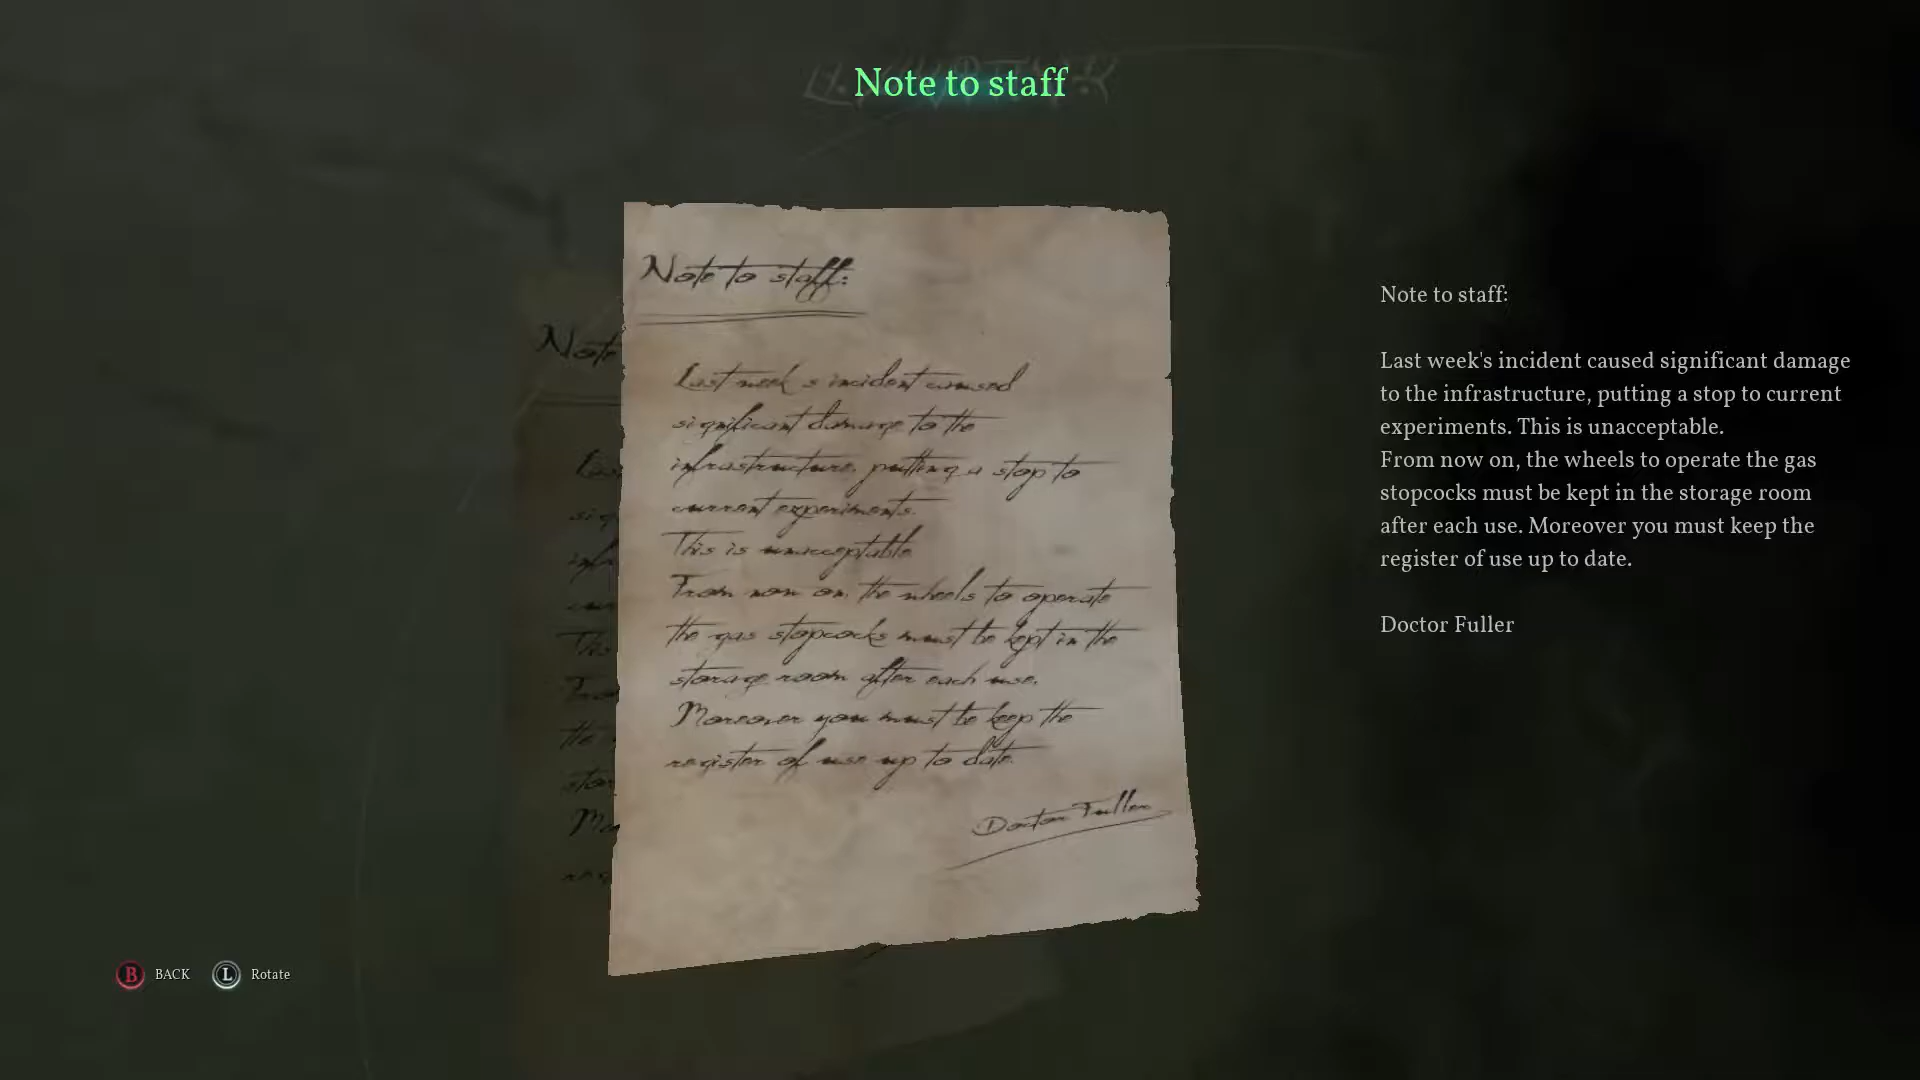 Note to staff
Note to staff:
Last week's incident caused
significant damage to the
infrastructure, putting a stop to
current experiments.
This is unacceptable.
From now on, the wheels to operate
the gas stopcocks must be kept in the
storage room after each use.
Moreover you must be keep the
register of use up to date.
Doctor Fuller
Note to staff:
Last week's incident caused significant damage
to the infrastructure, putting a stop to current
experiments. This is unacceptable.
From now on, the wheels to operate the gas
stopcocks must be kept in the storage room
after each use. Moreover you must keep the
register of use up to date.
Doctor Fuller
Note
B BACK L Rotate